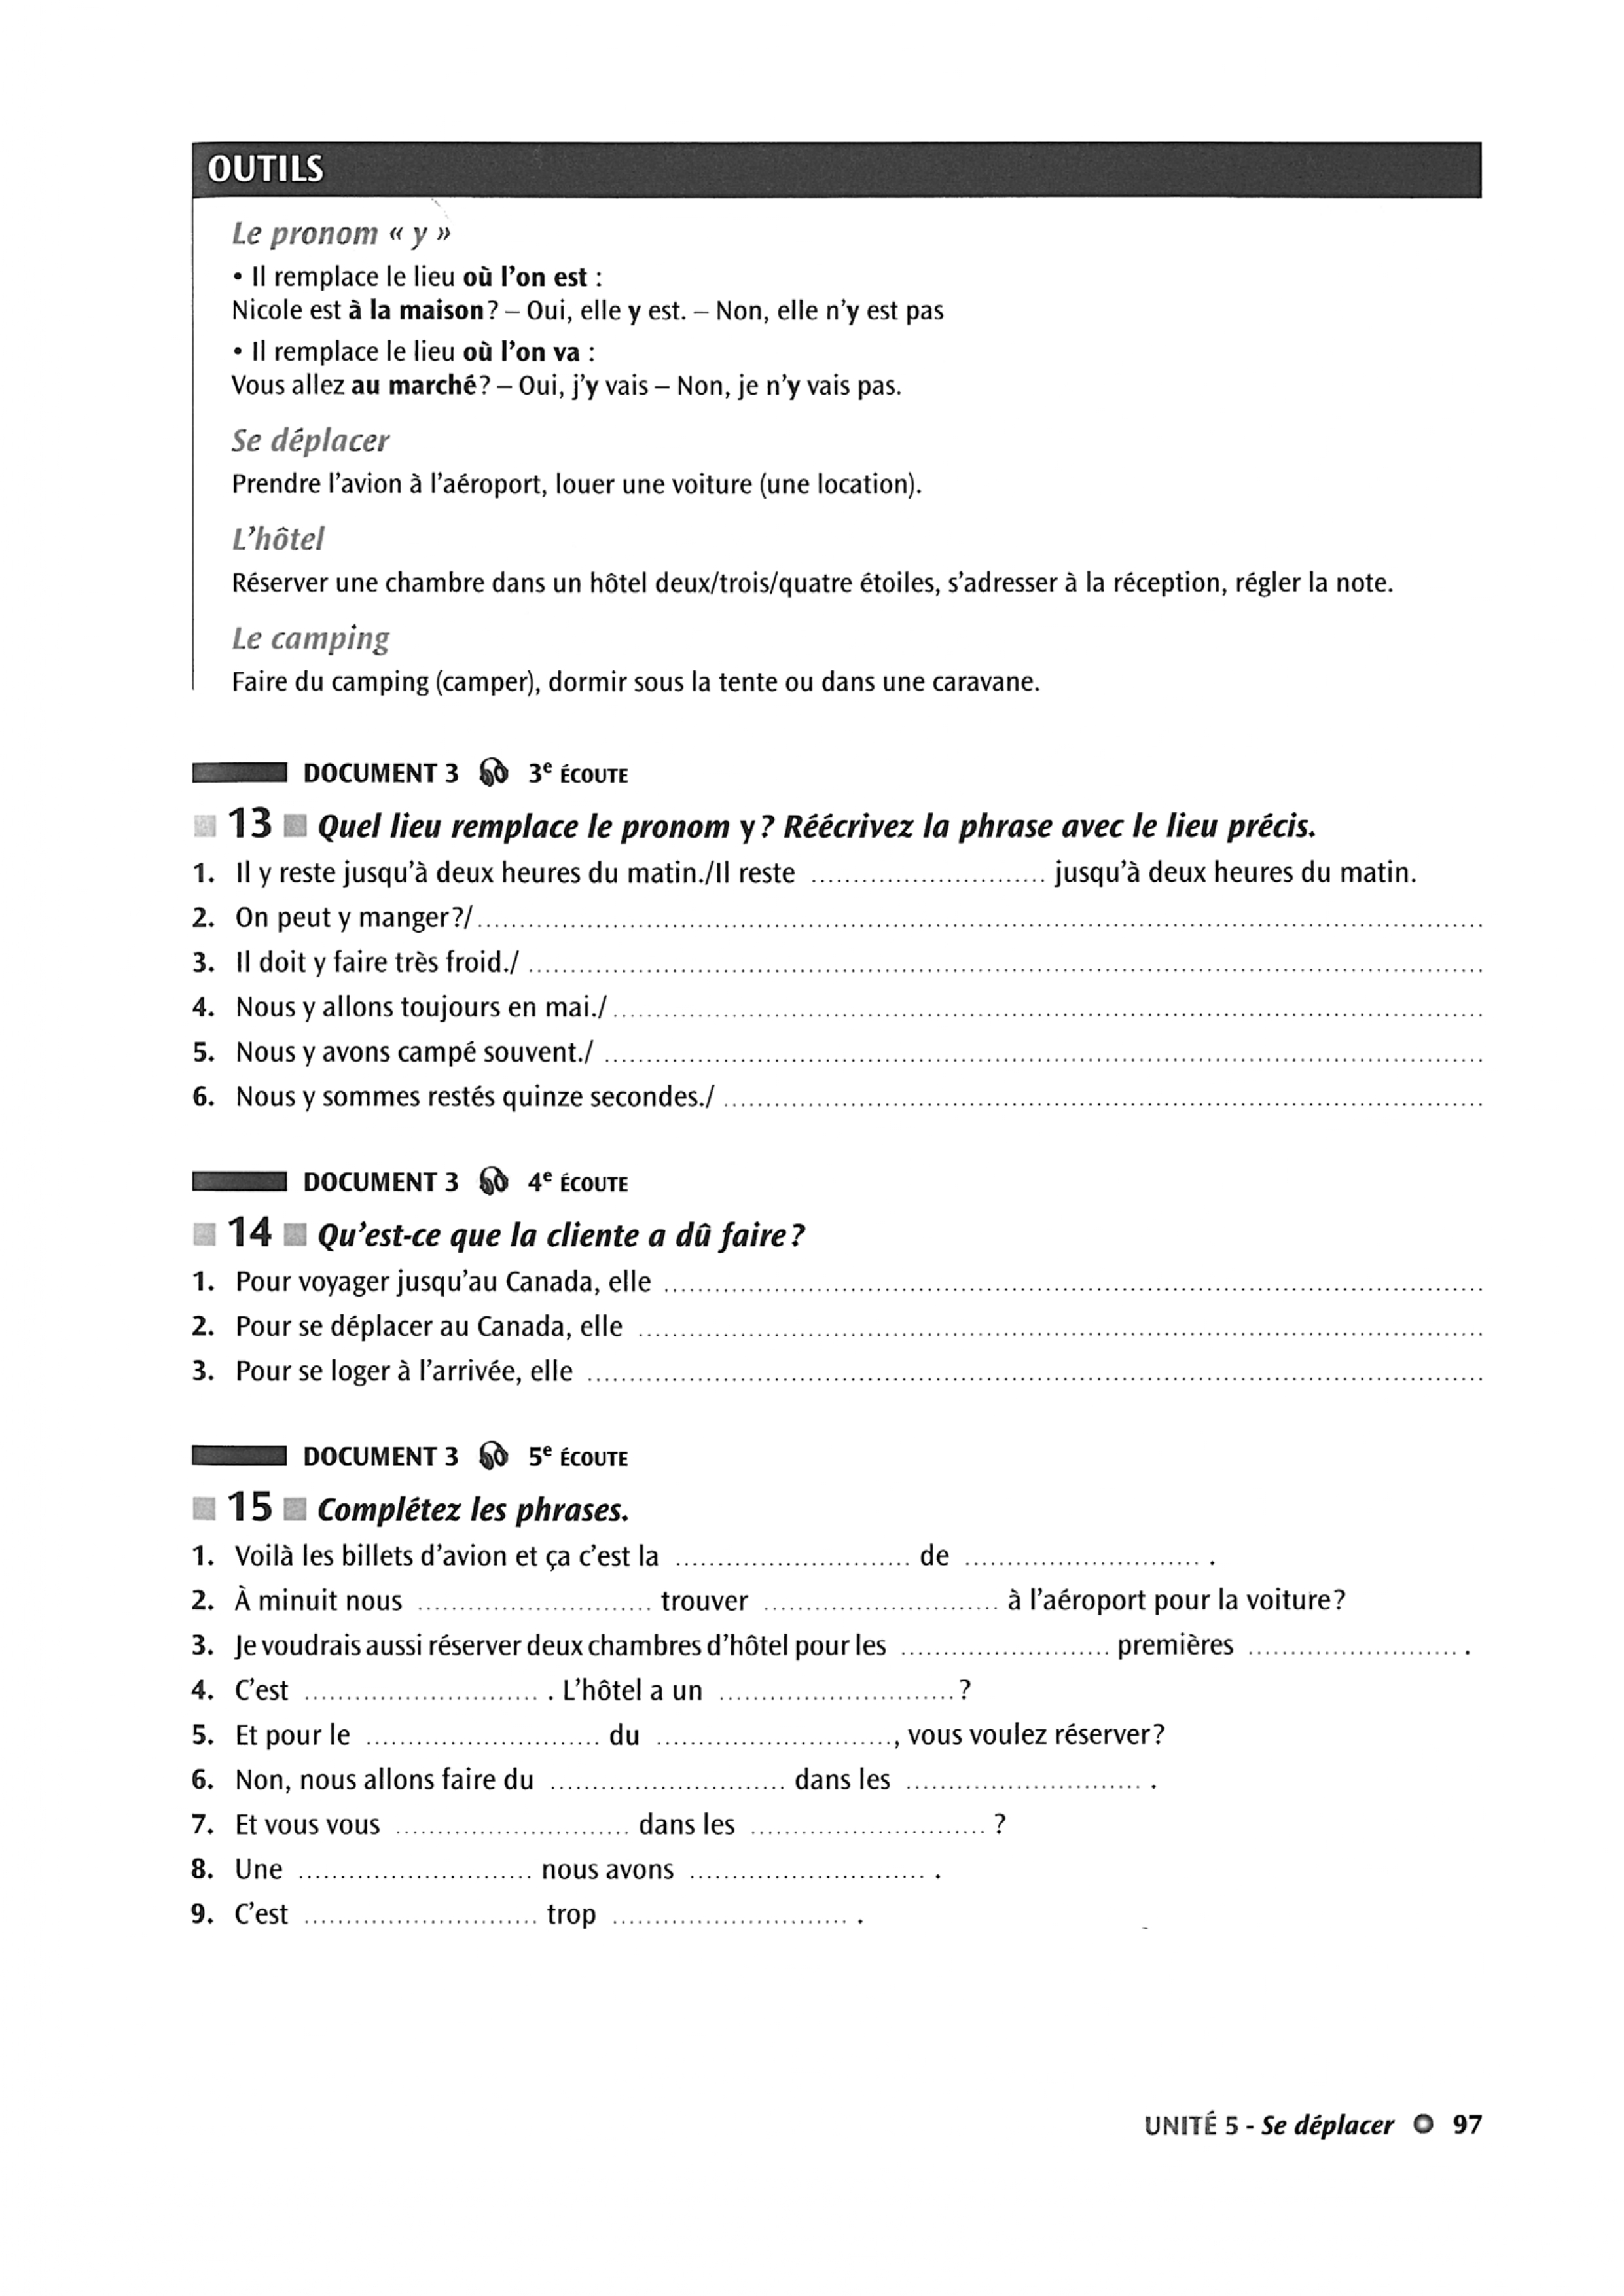 OUTILS
Le pronom « y »
• Il remplace le lieu où l'on est :
Nicole est à la maison ? – Oui, elle y est. – Non, elle n'y est pas
• Il remplace le lieu où l'on va :
Vous allez au marché ? – Oui, j'y vais – Non, je n'y vais pas.
Se déplacer
Prendre l'avion à l'aéroport, louer une voiture (une location).
L'hôtel
Réserver une chambre dans un hôtel deux/trois/quatre étoiles, s'adresser à la réception, régler la note.
Le camping
Faire du camping (camper), dormir sous la tente ou dans une caravane.
DOCUMENT 3 3e ÉCOUTE
13 Quel lieu remplace le pronom y ? Réécrivez la phrase avec le lieu précis.
1. Il y reste jusqu'à deux heures du matin./Il reste ............................ jusqu'à deux heures du matin.
2. On peut y manger ?/............................
3. Il doit y faire très froid./ ............................
4. Nous y allons toujours en mai./ ............................
5. Nous y avons campé souvent./ ............................
6. Nous y sommes restés quinze secondes./ ............................
DOCUMENT 3 4e ÉCOUTE
14 Qu'est-ce que la cliente a dû faire ?
1. Pour voyager jusqu'au Canada, elle ............................
2. Pour se déplacer au Canada, elle ............................
3. Pour se loger à l'arrivée, elle ............................
DOCUMENT 3 5e ÉCOUTE
15 Complétez les phrases.
1. Voilà les billets d'avion et ça c'est la ............................ de ............................ .
2. À minuit nous ............................ trouver ............................ à l'aéroport pour la voiture ?
3. Je voudrais aussi réserver deux chambres d'hôtel pour les ............................ premières ............................ .
4. C'est ............................ . L'hôtel a un ............................ ?
5. Et pour le ............................ du ............................, vous voulez réserver ?
6. Non, nous allons faire du ............................ dans les ............................ .
7. Et vous vous ............................ dans les ............................ ?
8. Une ............................ nous avons ............................ .
9. C'est ............................ trop ............................ .
UNITÉ 5 - Se déplacer 97